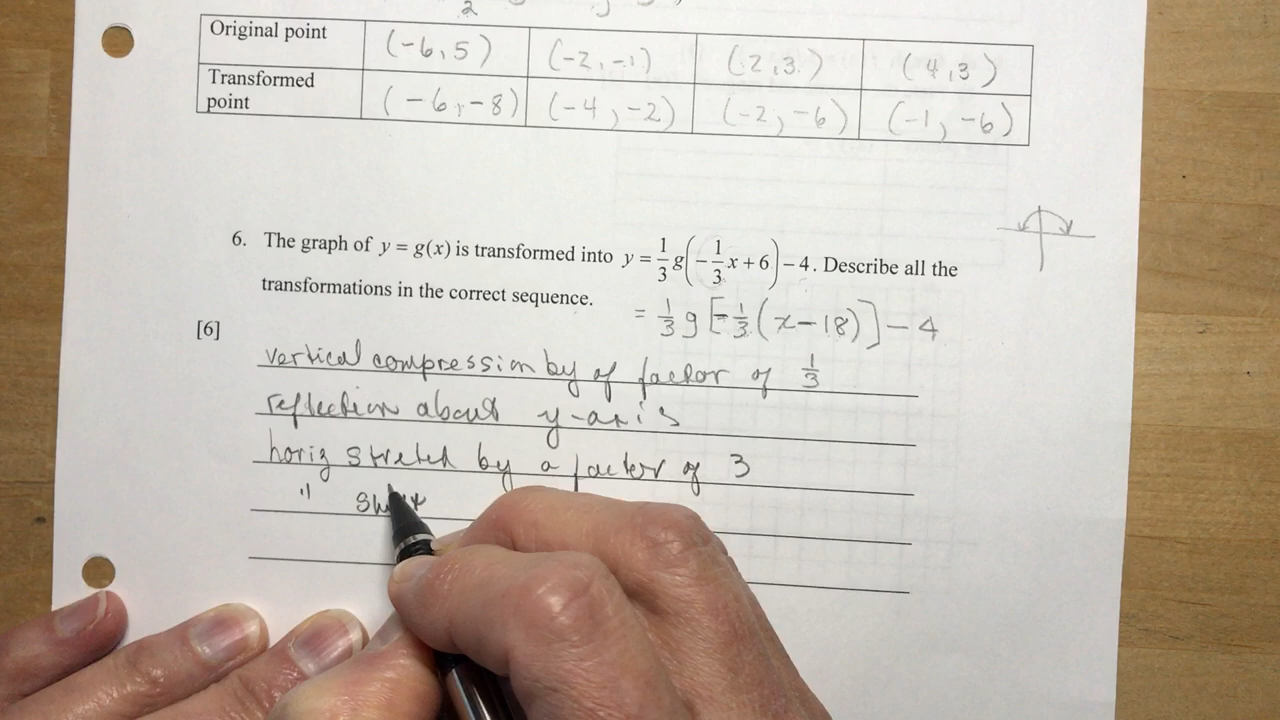 Original point (-6,5) (-2,-1) (2,3) (4,3)
Transformed point (-6,-8) (-4,-2) (-2,-6) (-1,-6)
6. The graph of y = g(x) is transformed into y = 1/3 g(-1/3 x + 6) - 4. Describe all the
transformations in the correct sequence.
= 1/3 g [-1/3 (x-18)] - 4
[6]
vertical compression by of factor of 1/3
reflection about y-axis
horiz stretch by a factor of 3
" shift